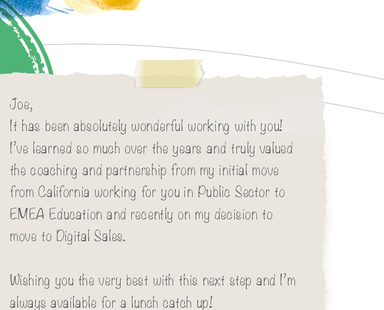 Joe,
It has been absolutely wonderful working with you!
I've learned so much over the years and truly valued
the coaching and partnership from my initial move
from California working for you in Public Sector to
EMEA Education and recently on my decision to
move to Digital Sales.
Wishing you the very best with this next step and I'm
always available for a lunch catch up!